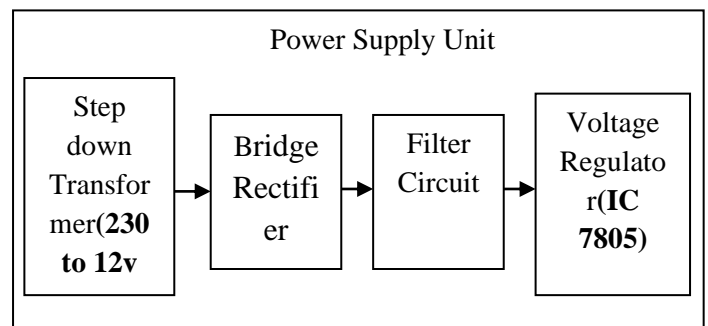 Power Supply Unit
Step
down
Transfor
mer(230
to 12v
Bridge
Rectifi
er
Filter
Circuit
Voltage
Regulato
r(IC
7805)